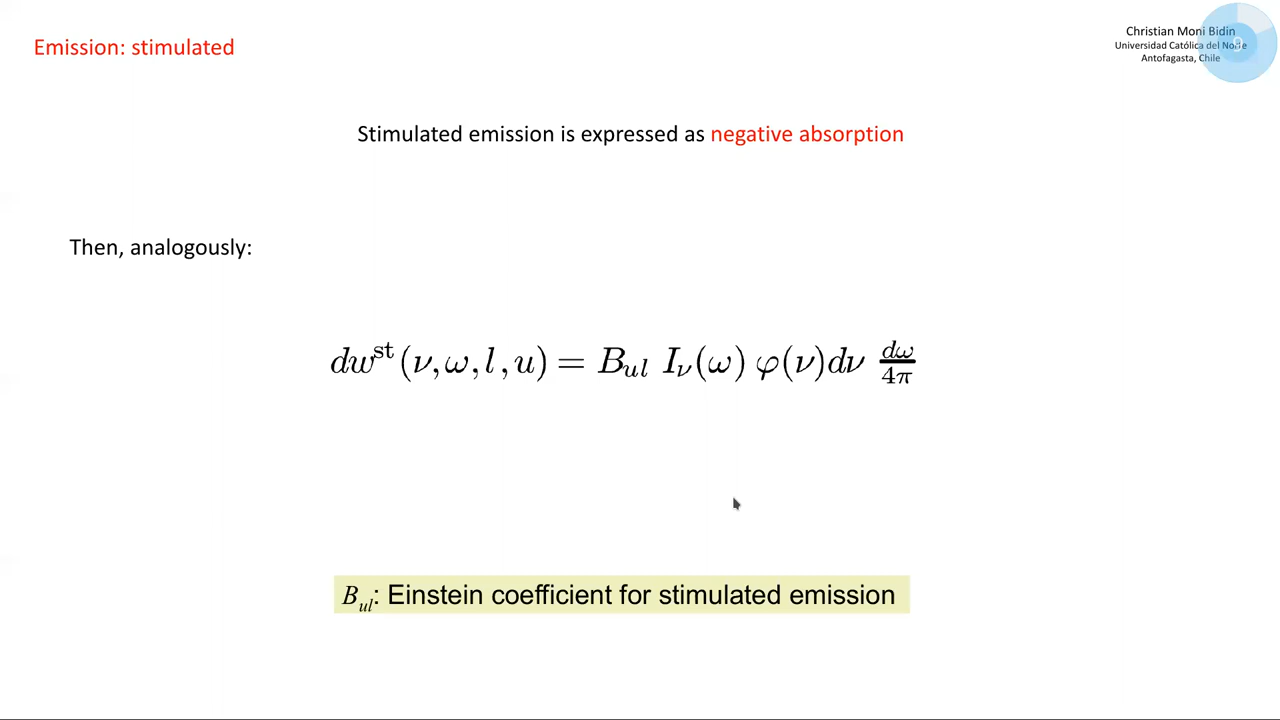 Emission: stimulated
Christian Moni Bidin
Universidad Católica del Norte
Antofagasta, Chile
Stimulated emission is expressed as negative absorption
Then, analogously:
dw^st(ν, ω, l, u) = B_ul I_ν(ω) φ(ν)dν dω/4π
B_ul: Einstein coefficient for stimulated emission